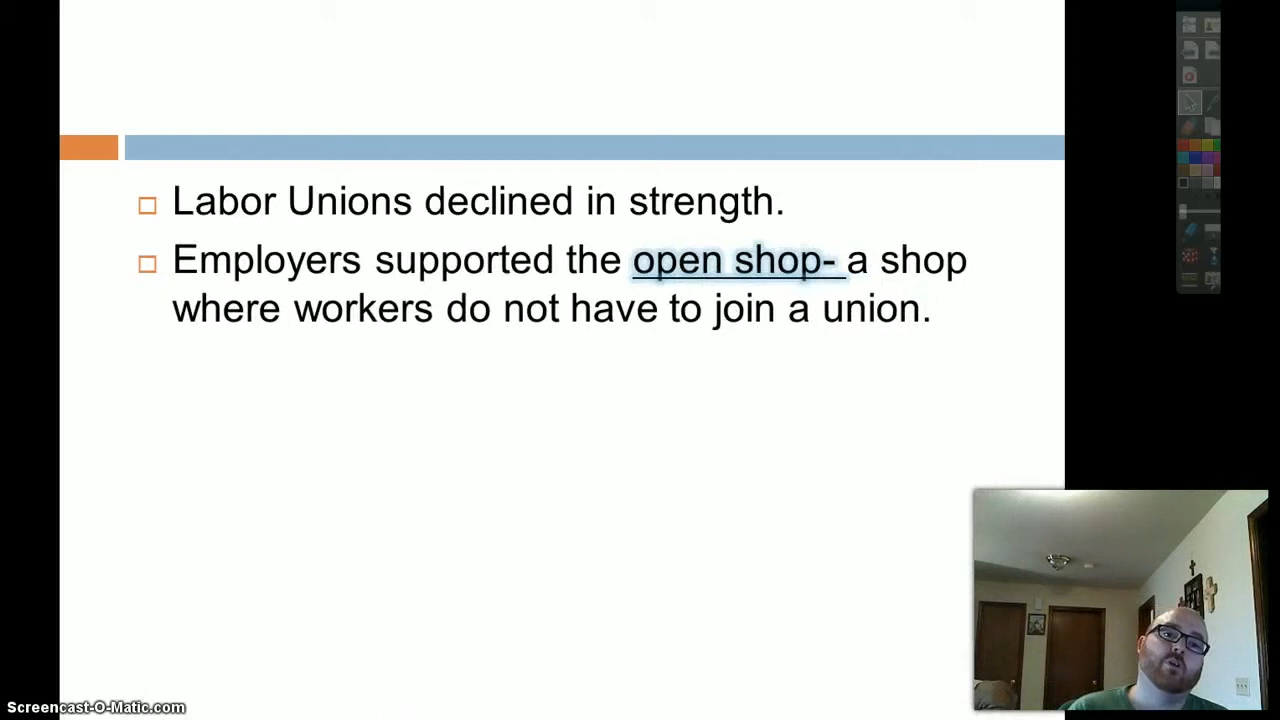 Labor Unions declined in strength.
Employers supported the open shop- a shop
where workers do not have to join a union.
Screencast-O-Matic.com